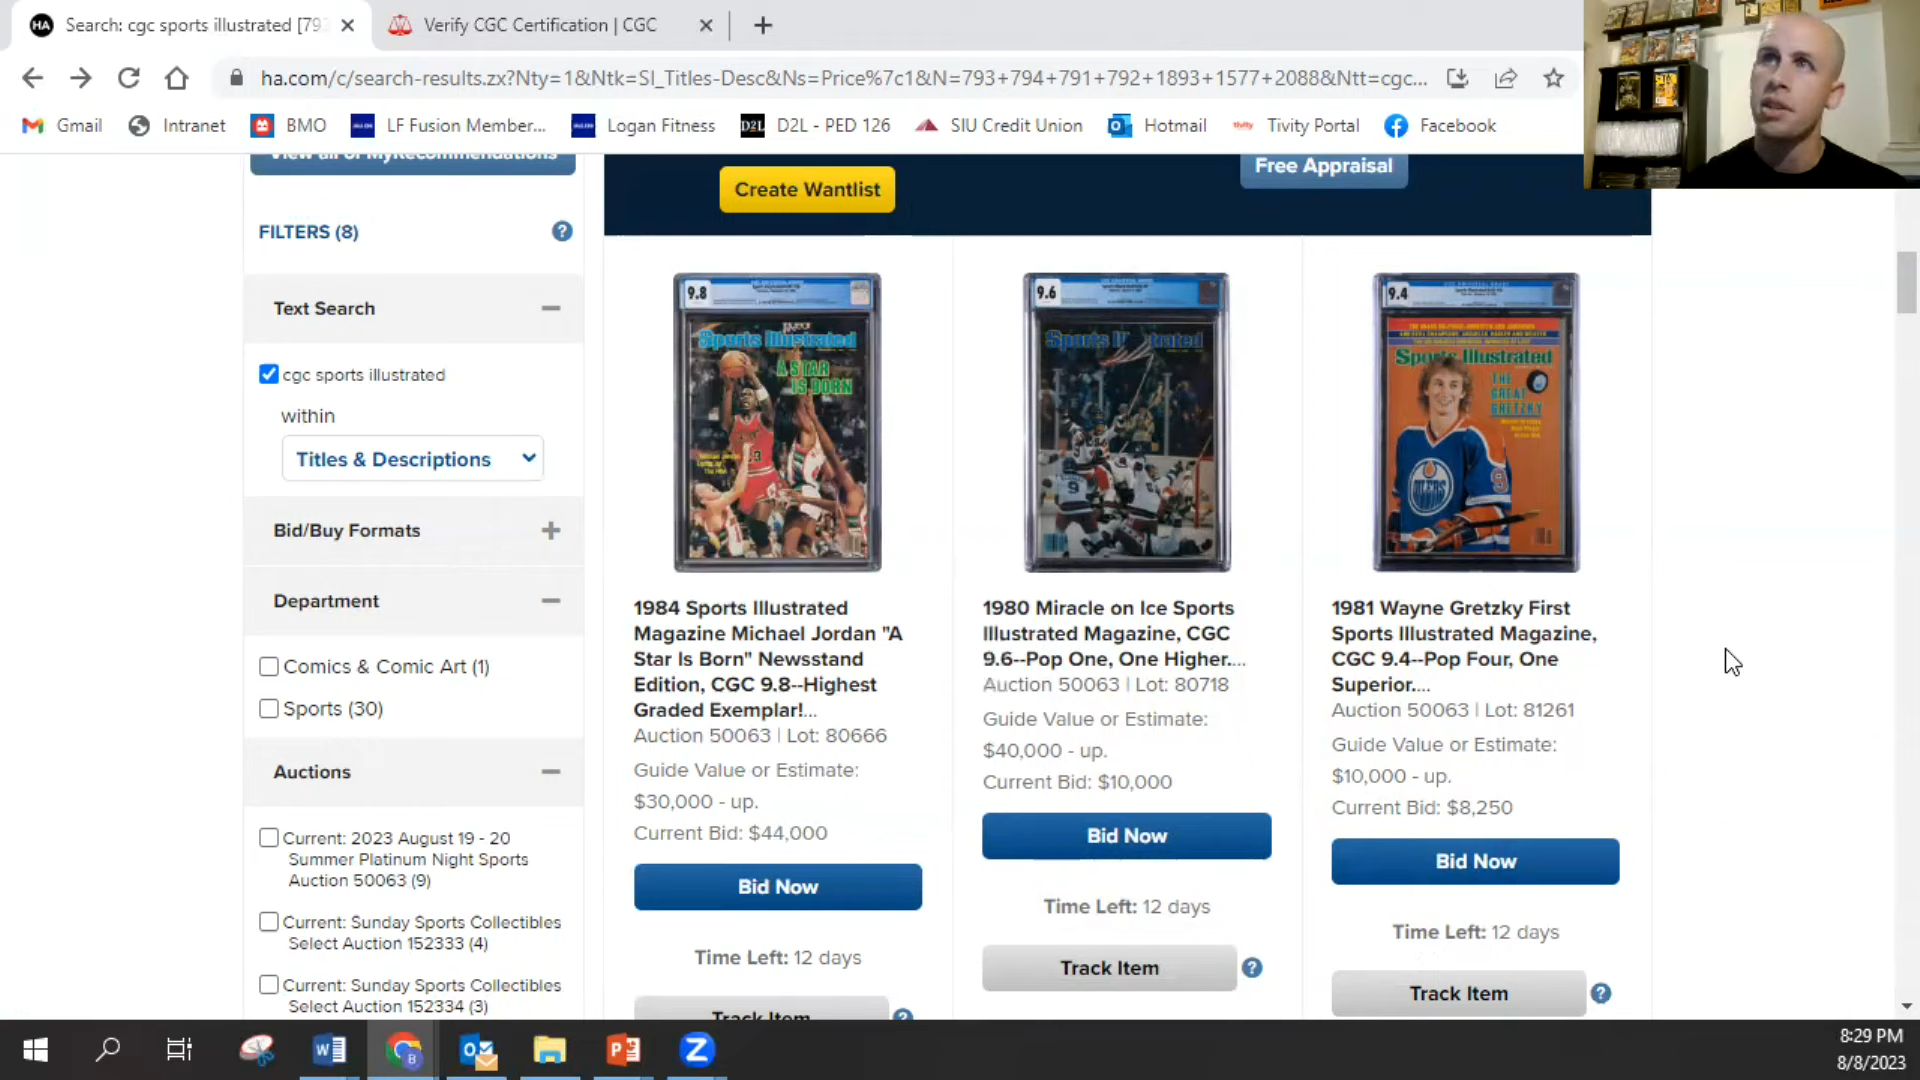 Search: cgc sports illustrated [793
Verify CGC Certification | CGC
ha.com/c/search-results.zx?Nty=1&Ntk=SI_Titles-Desc&Ns=Price%7c1&N=793+794+791+792+1893+1577+2088&Ntt=cgc...
Gmail
Intranet
BMO
LF Fusion Member...
Logan Fitness
D2L
D2L - PED 126
SIU Credit Union
Hotmail
Tivity Portal
Facebook
View all of MyRecommendations
Create Wantlist
Free Appraisal
FILTERS (8)
Text Search
cgc sports illustrated
within
Titles & Descriptions
Bid/Buy Formats
Department
Comics & Comic Art (1)
Sports (30)
Auctions
Current: 2023 August 19 - 20
Summer Platinum Night Sports
Auction 50063 (9)
Current: Sunday Sports Collectibles
Select Auction 152333 (4)
Current: Sunday Sports Collectibles
Select Auction 152334 (3)
9.8
Sports Illustrated
A STAR
IS BORN
1984 Sports Illustrated
Magazine Michael Jordan "A
Star Is Born" Newsstand
Edition, CGC 9.8--Highest
Graded Exemplar!...
Auction 50063 | Lot: 80666
Guide Value or Estimate:
$30,000 - up.
Current Bid: $44,000
Bid Now
Time Left: 12 days
Track Item
9.6
1980 Miracle on Ice Sports
Illustrated Magazine, CGC
9.6--Pop One, One Higher....
Auction 50063 | Lot: 80718
Guide Value or Estimate:
$40,000 - up.
Current Bid: $10,000
Bid Now
Time Left: 12 days
Track Item
9.4
Sports Illustrated
THE
GREAT
GRETZKY
OILERS
1981 Wayne Gretzky First
Sports Illustrated Magazine,
CGC 9.4--Pop Four, One
Superior....
Auction 50063 | Lot: 81261
Guide Value or Estimate:
$10,000 - up.
Current Bid: $8,250
Bid Now
Time Left: 12 days
Track Item
8:29 PM
8/8/2023